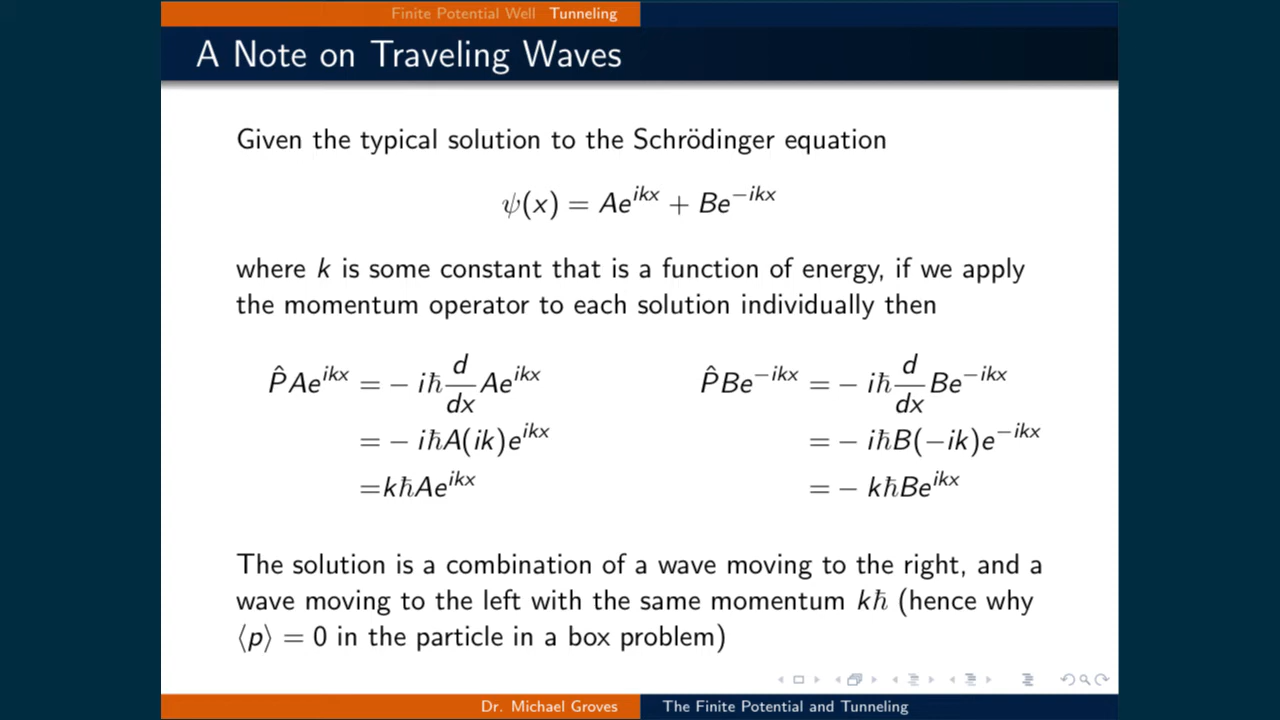 Finite Potential Well Tunneling
A Note on Traveling Waves
Given the typical solution to the Schrödinger equation
ψ(x) = Ae^{ikx} + Be^{−ikx}
where k is some constant that is a function of energy, if we apply
the momentum operator to each solution individually then
P̂Ae^{ikx} = − iħ d/dx Ae^{ikx}
= − iħA(ik)e^{ikx}
=kħAe^{ikx}
P̂Be^{−ikx} = − iħ d/dx Be^{−ikx}
= − iħB(−ik)e^{−ikx}
= − kħBe^{ikx}
The solution is a combination of a wave moving to the right, and a
wave moving to the left with the same momentum kħ (hence why
⟨p⟩ = 0 in the particle in a box problem)
Dr. Michael Groves The Finite Potential and Tunneling